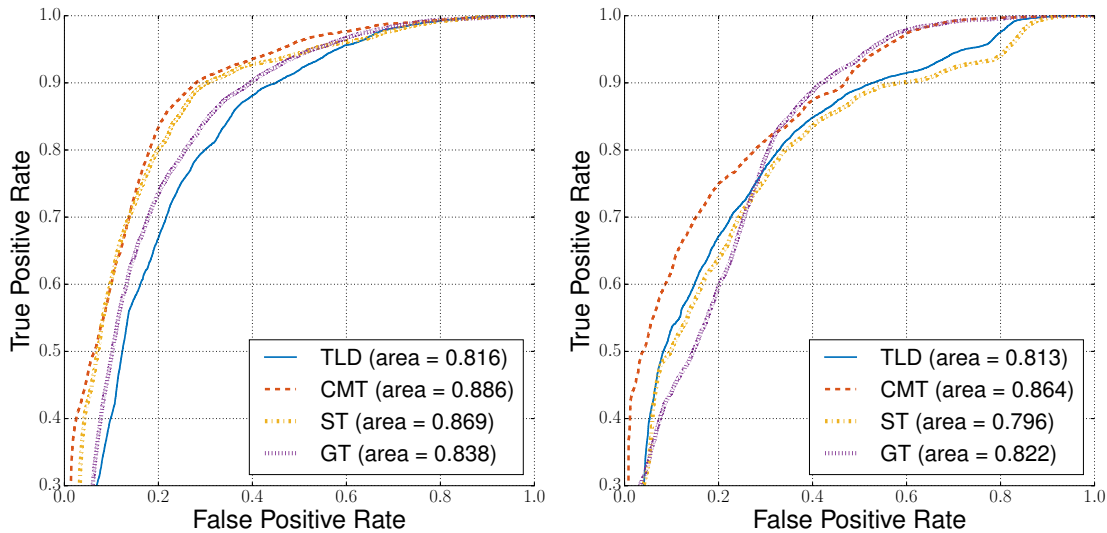 1.0
0.9
0.8
0.7
0.6
0.5
0.4
0.3
True Positive Rate
TLD (area = 0.816)
CMT (area = 0.886)
ST (area = 0.869)
GT (area = 0.838)
0.0 0.2 0.4 0.6 0.8 1.0
False Positive Rate
1.0
0.9
0.8
0.7
0.6
0.5
0.4
0.3
True Positive Rate
TLD (area = 0.813)
CMT (area = 0.864)
ST (area = 0.796)
GT (area = 0.822)
0.0 0.2 0.4 0.6 0.8 1.0
False Positive Rate